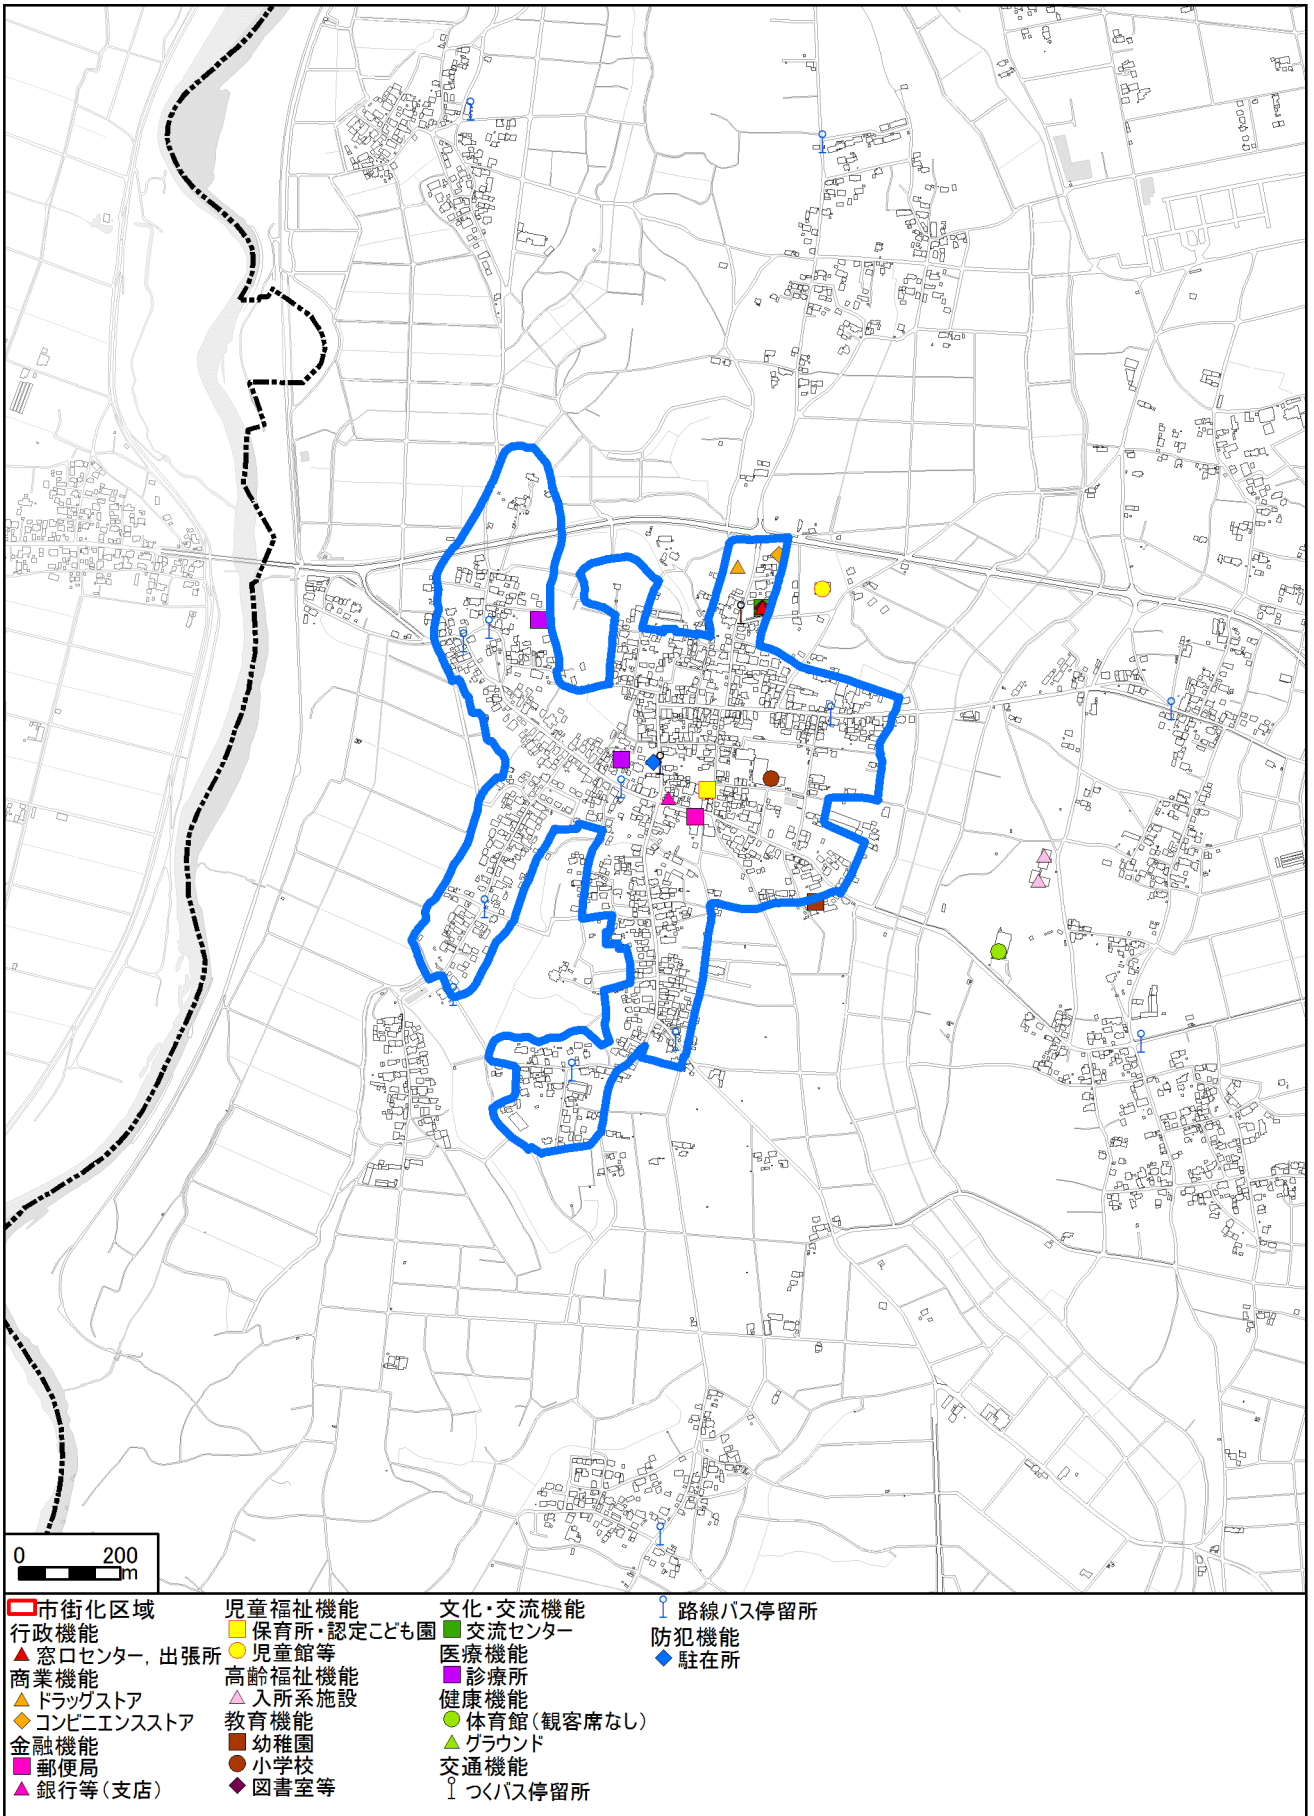 0 200
m
市街化区域
行政機能
窓口センター，出張所
商業機能
ドラッグストア
コンビニエンスストア
金融機能
郵便局
銀行等（支店）
児童福祉機能
保育所・認定こども園
児童館等
高齢福祉機能
入所系施設
教育機能
幼稚園
小学校
図書室等
文化・交流機能
交流センター
医療機能
診療所
健康機能
体育館（観客席なし）
グラウンド
交通機能
つくバス停留所
路線バス停留所
防犯機能
駐在所